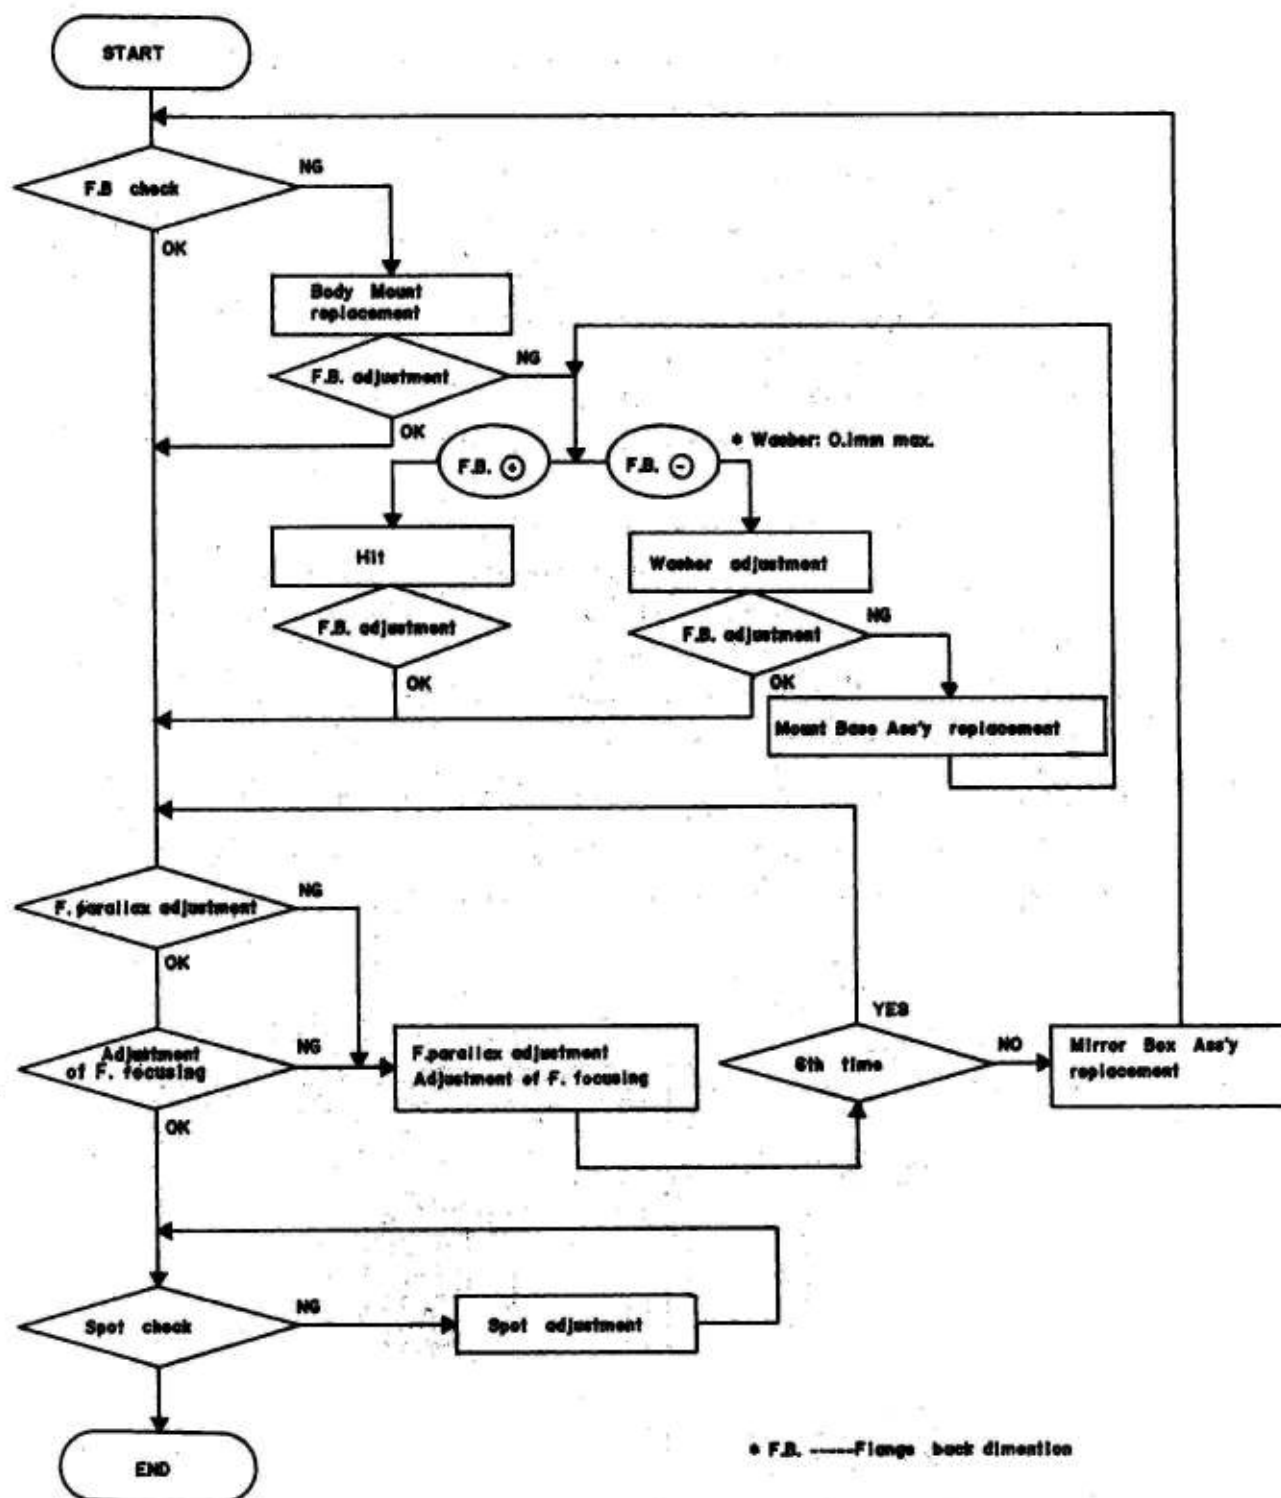 START
NG
F.B check
OK
Body Mount
replacement
NG
F.B. adjustment
OK
* Washer: 0.1mm max.
F.B. ⊕
F.B. ⊖
Hit
Washer adjustment
NG
F.B. adjustment
F.B. adjustment
OK
OK
Mount Base Ass'y replacement
NG
F. parallax adjustment
OK
YES
Adjustment
of F. focusing
NG
F.parallax adjustment
Adjustment of F. focusing
6th time
NO
Mirror Box Ass'y
replacement
OK
NG
Spot check
Spot adjustment
* F.B. -----Flange back dimention
END